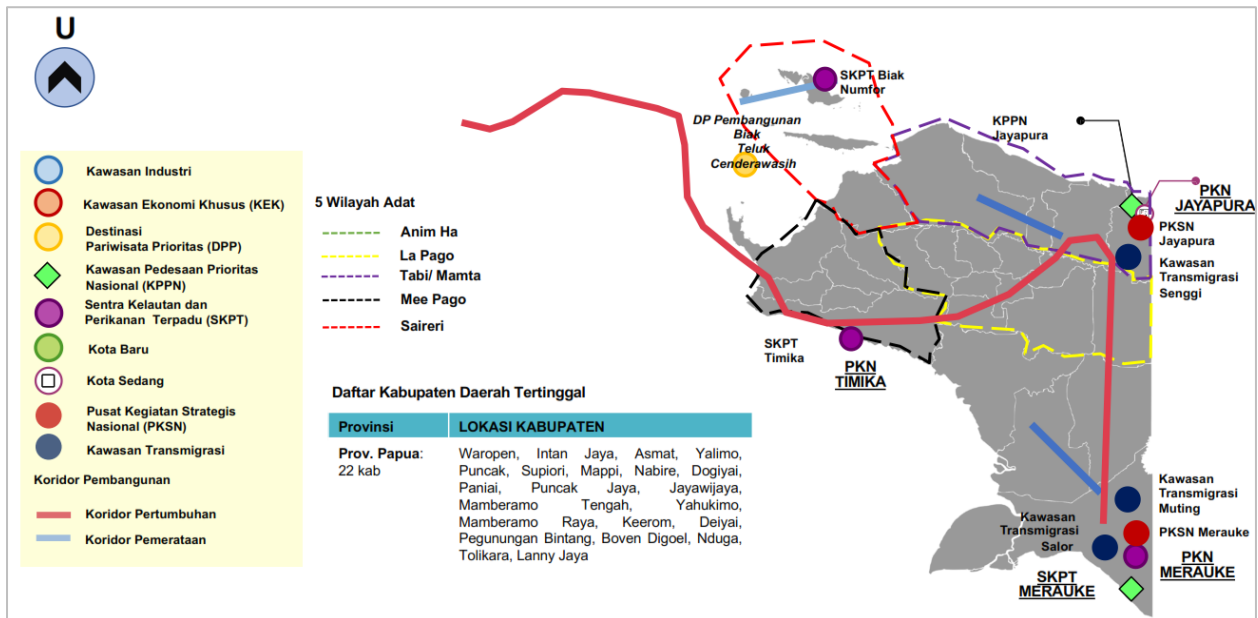 U
Kawasan Industri
Kawasan Ekonomi Khusus (KEK)
Destinasi
Pariwisata Prioritas (DPP)
Kawasan Pedesaan Prioritas
Nasional (KPPN)
Sentra Kelautan dan
Perikanan Terpadu (SKPT)
Kota Baru
Kota Sedang
Pusat Kegiatan Strategis
Nasional (PKSN)
Kawasan Transmigrasi
Koridor Pembangunan
Koridor Pertumbuhan
Koridor Pemerataan
5 Wilayah Adat
Anim Ha
La Pago
Tabi/ Mamta
Mee Pago
Saireri
Daftar Kabupaten Daerah Tertinggal
Provinsi LOKASI KABUPATEN
Prov. Papua:
22 kab
Waropen, Intan Jaya, Asmat, Yalimo,
Puncak, Supiori, Mappi, Nabire, Dogiyai,
Paniai, Puncak Jaya, Jayawijaya,
Mamberamo Tengah, Yahukimo,
Mamberamo Raya, Keerom, Deiyai,
Pegunungan Bintang, Boven Digoel, Nduga,
Tolikara, Lanny Jaya
SKPT Biak
Numfor
DP Pembangunan
Biak
Teluk
Cenderawasih
KPPN
Jayapura
PKN
JAYAPURA
PKSN
Jayapura
Kawasan
Transmigrasi
Senggi
SKPT
Timika
PKN
TIMIKA
Kawasan
Transmigrasi
Muting
Kawasan
Transmigrasi
Salor
PKSN Merauke
PKN
MERAUKE
SKPT
MERAUKE